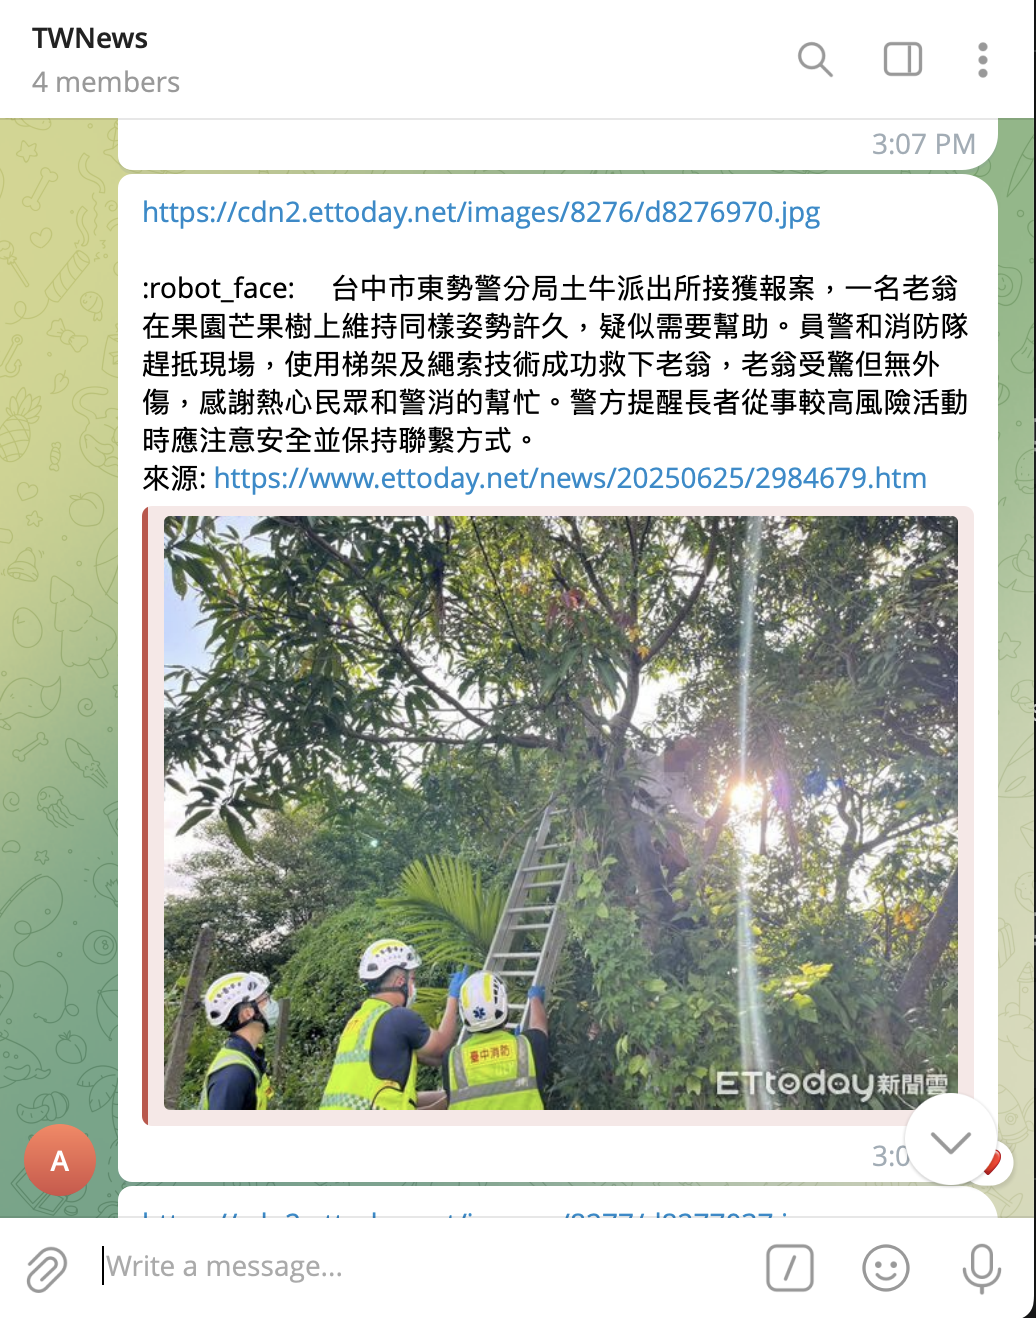 TWNews
4 members
3:07 PM
https://cdn2.ettoday.net/images/8276/d8276970.jpg
:robot_face: 台中市東勢警分局土牛派出所接獲報案，一名老翁
在果園芒果樹上維持同樣姿勢許久，疑似需要幫助。員警和消防隊
趕抵現場，使用梯架及繩索技術成功救下老翁，老翁受驚但無外
傷，感謝熱心民眾和警消的幫忙。警方提醒長者從事較高風險活動
時應注意安全並保持聯繫方式。
來源: https://www.ettoday.net/news/20250625/2984679.htm
臺中消防
ETtoday新聞雲
A
3:0
Write a message...